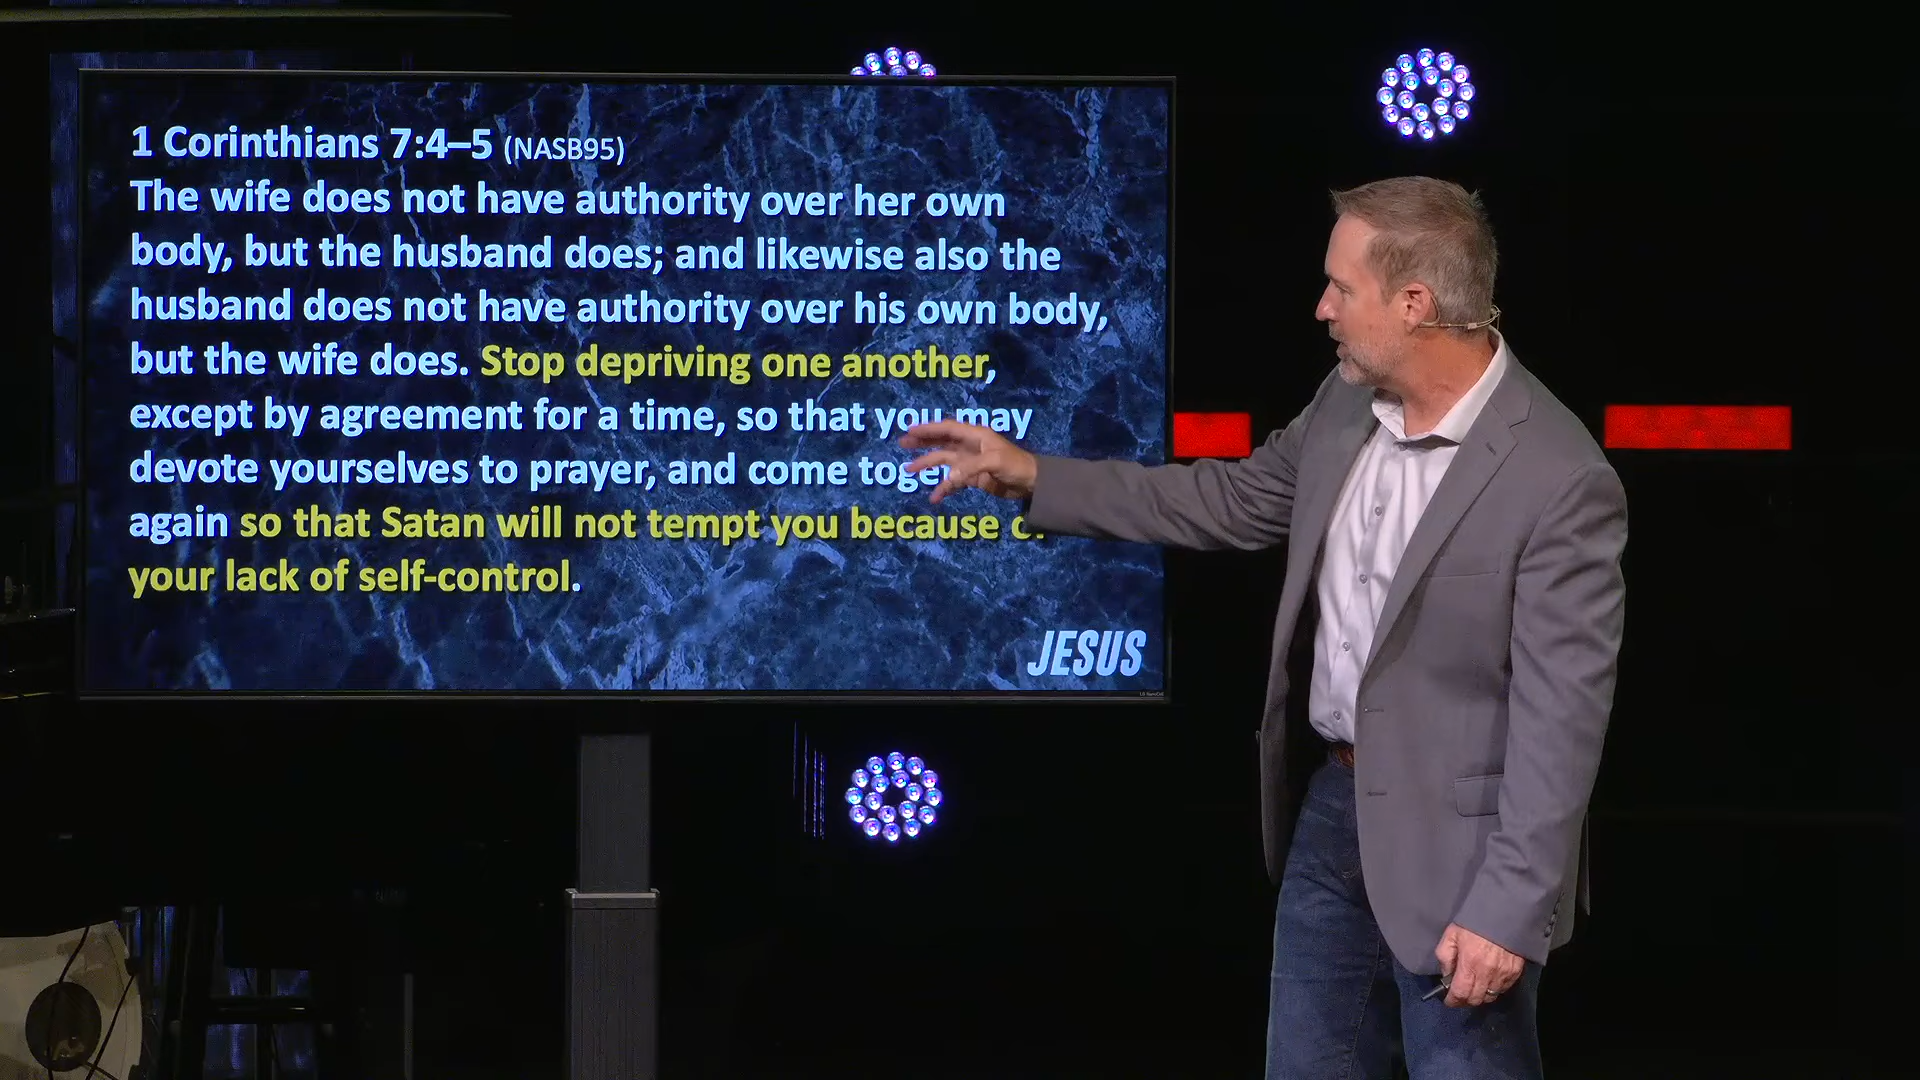 1 Corinthians 7:4–5 (NASB95)
The wife does not have authority over her own
body, but the husband does; and likewise also the
husband does not have authority over his own body,
but the wife does. Stop depriving one another,
except by agreement for a time, so that you may
devote yourselves to prayer, and come
again so that Satan will not tempt you because
your lack of self-control.
JESUS